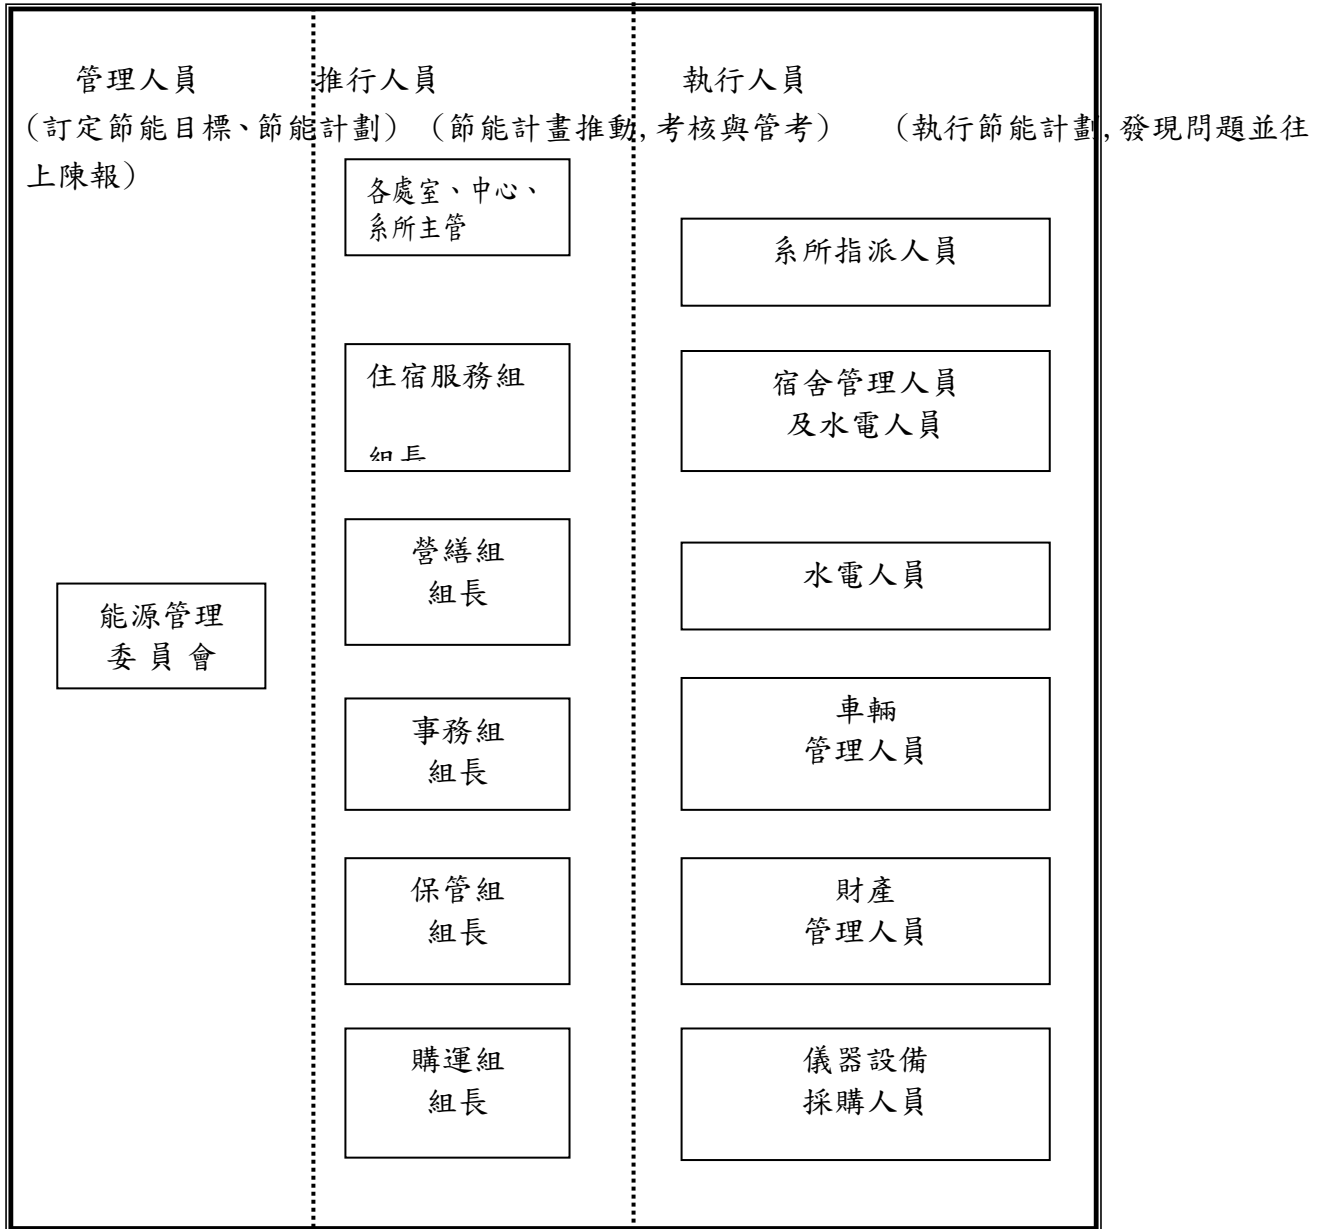 管理人員 推行人員 執行人員
（訂定節能目標、節能計劃）（節能計畫推動,考核與管考） （執行節能計劃,發現問題並往
上陳報）
各處室、中心、
系所主管
系所指派人員
住宿服務組
組長
宿舍管理人員
及水電人員
營繕組
組長
水電人員
能源管理
委員會
事務組
組長
車輛
管理人員
保管組
組長
財產
管理人員
購運組
組長
儀器設備
採購人員